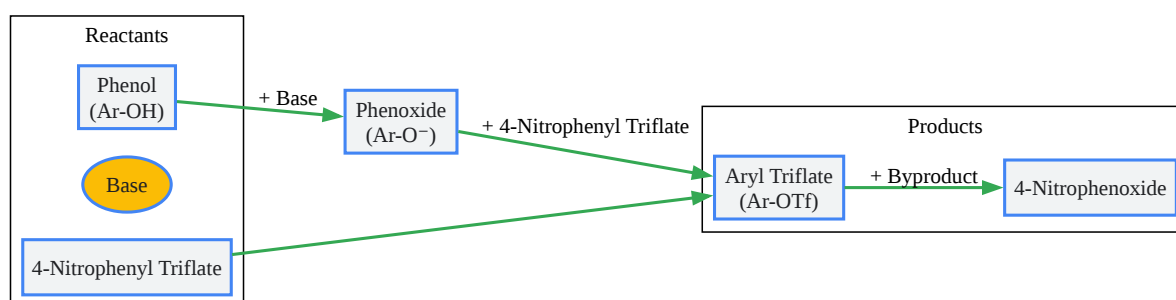 Reactants
Phenol
(Ar-OH)
+ Base
Phenoxide
(Ar-O⁻)
+ 4-Nitrophenyl Triflate
Products
Base
Aryl Triflate
(Ar-OTf)
+ Byproduct
4-Nitrophenoxide
4-Nitrophenyl Triflate